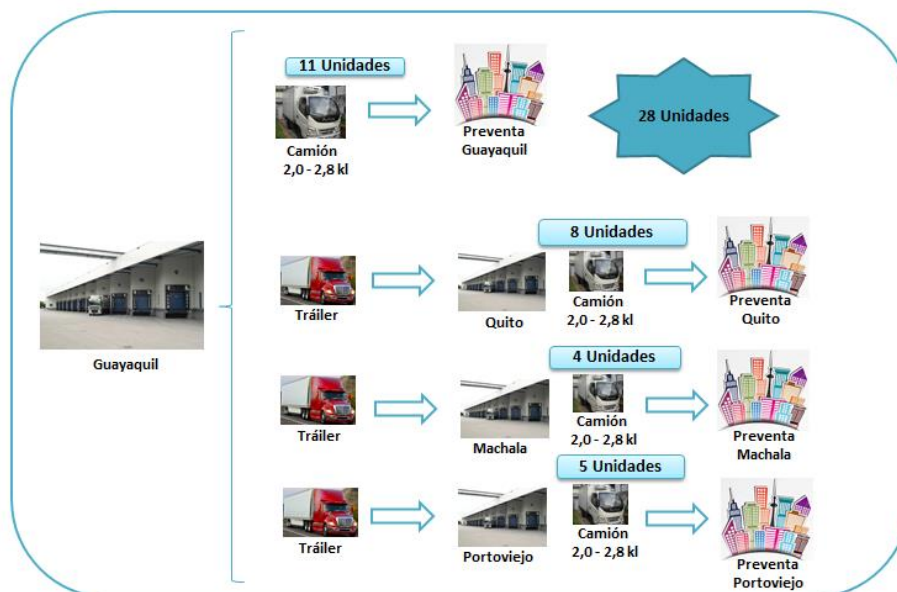 11 Unidades
Camión
2,0 - 2,8 kl
Preventa
Guayaquil
28 Unidades
Guayaquil
Tráiler
Quito
8 Unidades
Camión
2,0 - 2,8 kl
Preventa
Quito
Tráiler
Machala
4 Unidades
Camión
2,0 - 2,8 kl
Preventa
Machala
Tráiler
Portoviejo
5 Unidades
Camión
2,0 - 2,8 kl
Preventa
Portoviejo